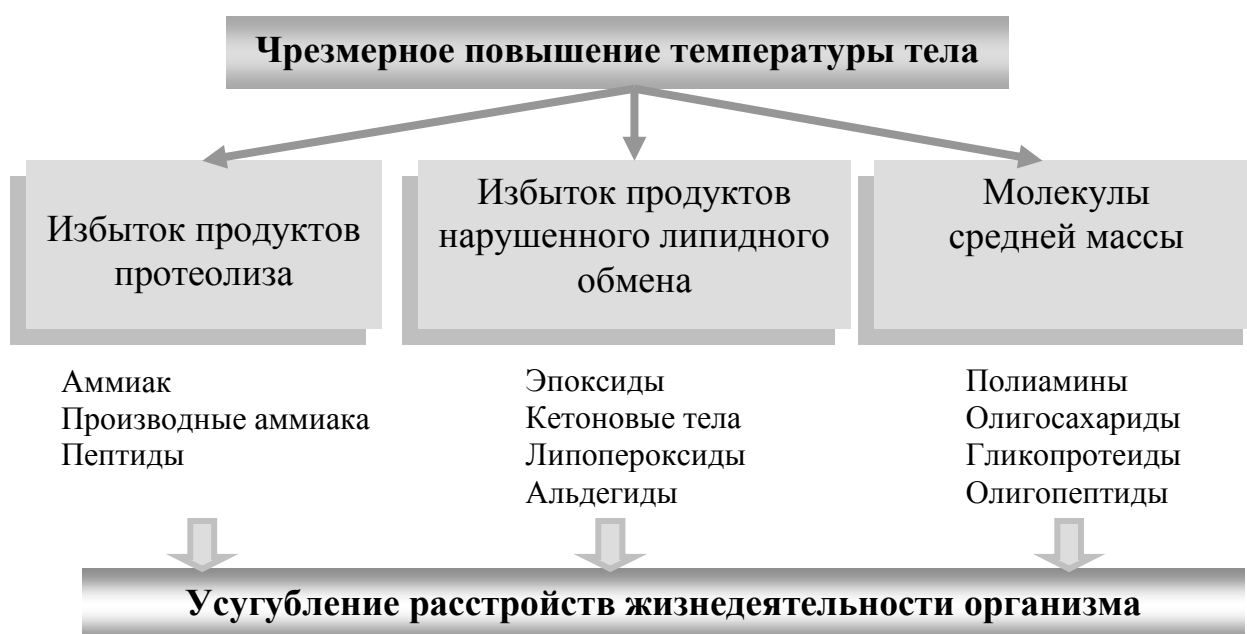 Чрезмерное повышение температуры тела
Избыток продуктов
протеолиза
Избыток продуктов
нарушенного липидного
обмена
Молекулы
средней массы
Аммиак
Производные аммиака
Пептиды
Эпоксиды
Кетоновые тела
Липопероксиды
Альдегиды
Полиамины
Олигосахариды
Гликопротеиды
Олигопептиды
Усугубление расстройств жизнедеятельности организма